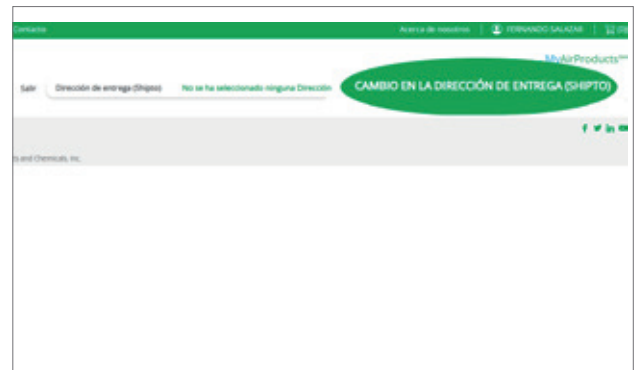 Contacto
Acerca de nosotros
FERNANDO SALAZAR
MyAirProducts
Salir
Dirección de entrega (Shipto)
No se ha seleccionado ninguna Dirección
CAMBIO EN LA DIRECCIÓN DE ENTREGA (SHIPTO)
ts and Chemicals, Inc.